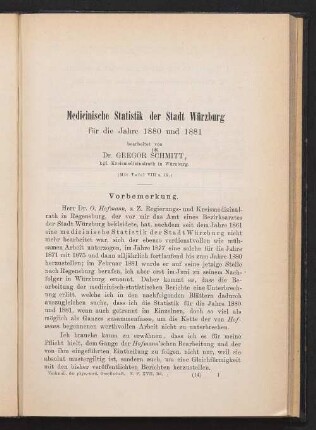 Medicinische Statistik der Stadt Würzburg
für die Jahre 1880 und 1881
bearbeitet von
Dr. GREGOR SCHMITT,
kgl. Kreismedicinalrath in Würzburg.
(Mit Tafel VIII u. IX.)
Vorbemerkung.
Herr Dr. O. Hofmann, z. Z. Regierungs- und Kreismedicinal-
rath in Regensburg, der vor mir das Amt eines Bezirksarztes
der Stadt Würzburg bekleidete, hat, nachdem seit dem Jahre 1861
eine medicinische Statistik der Stadt Würzburg nicht
mehr bearbeitet war, sich der ebenso verdienstvollen wie müh-
samen Arbeit unterzogen, im Jahre 1877 eine solche für die Jahre
1871 mit 1875 und dann alljährlich fortlaufend bis zum Jahre 1880
herzustellen; im Februar 1881 wurde er auf seine jetzige Stelle
nach Regensburg berufen, ich aber erst im Juni zu seinem Nach-
folger in Würzburg ernannt. Daher kommt es, dass die Be-
arbeitung der medicinisch-statistischen Berichte eine Unterbrech-
ung erlitt, welche ich in den nachfolgenden Blättern dadurch
auszugleichen suche, dass ich die Statistik für die Jahre 1880
und 1881, wenn auch getrennt im Einzelnen, doch so viel als
möglich als Ganzes zusammenfasse, um die Kette der von Hof-
mann begonnenen werthvollen Arbeit nicht zu unterbrechen.
Ich glaube kaum zu erwähnen, dass ich es für meine
Pflicht hielt, dem Gange der Hofmann'schen Bearbeitung und der
von ihm eingeführten Eintheilung zu folgen, nicht, weil sie absolut
massgebend ist, sondern auch, um eine Gleichförmigkeit
mit den bisher veröffentlichten Berichten herzustellen.
Verhandl. der phys.-med. Gesellschaft. N. F. XVII. Bd.